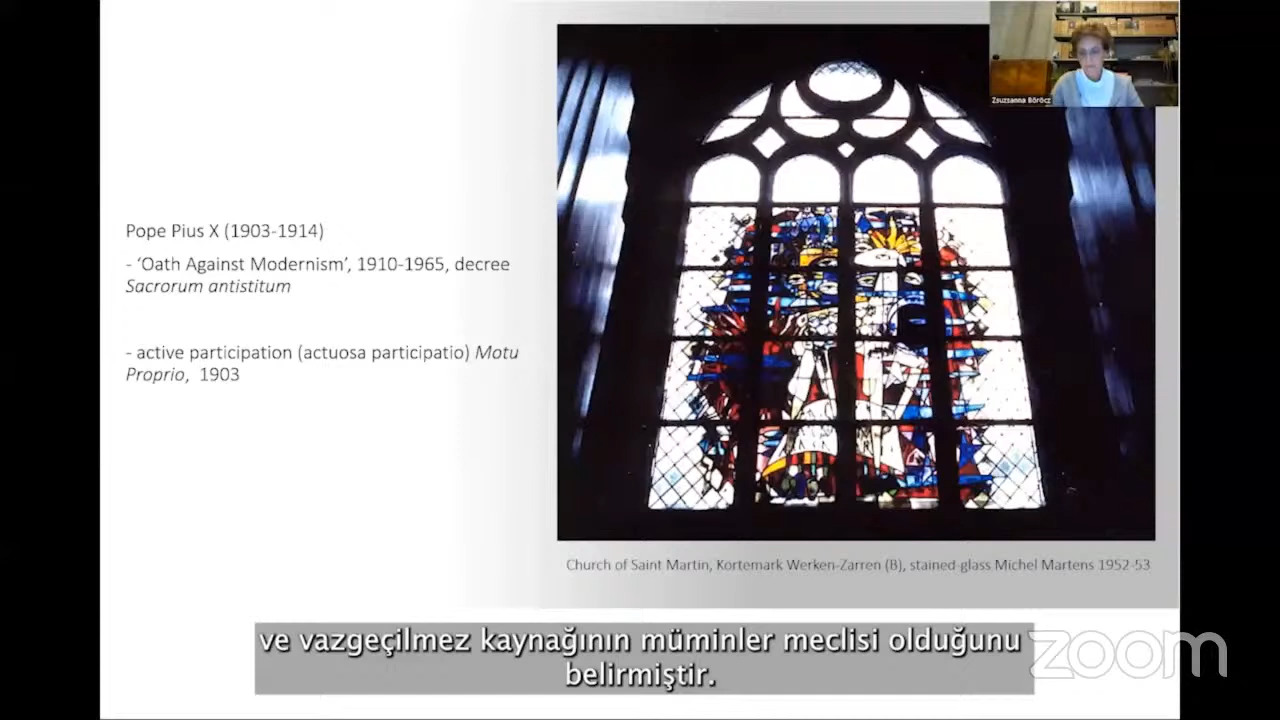 Zsuzsanna Böröcz
Pope Pius X (1903-1914)
- ‘Oath Against Modernism’, 1910-1965, decree
Sacrorum antistitum
- active participation (actuosa participatio) Motu
Proprio, 1903
Church of Saint Martin, Kortemark Werken-Zarren (B), stained-glass Michel Martens 1952-53
ve vazgeçilmez kaynağının müminler meclisi olduğunu
belirmiştir.
zoom